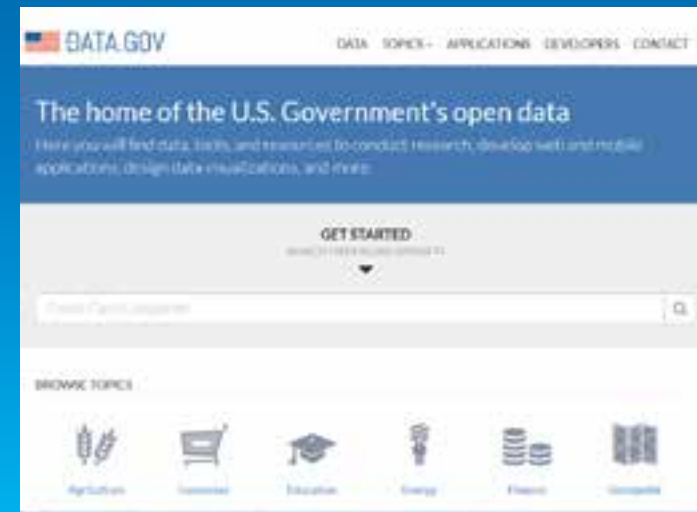 DATA.GOV
DATA TOPICS APPLICATIONS DEVELOPERS CONTACT
The home of the U.S. Government's open data
Here you will find data, tools, and resources to conduct research, develop web and mobile
applications, design data visualizations, and more.
GET STARTED
BROWSE TOPICS
Agriculture Consumer Education Energy Finance Geospatial